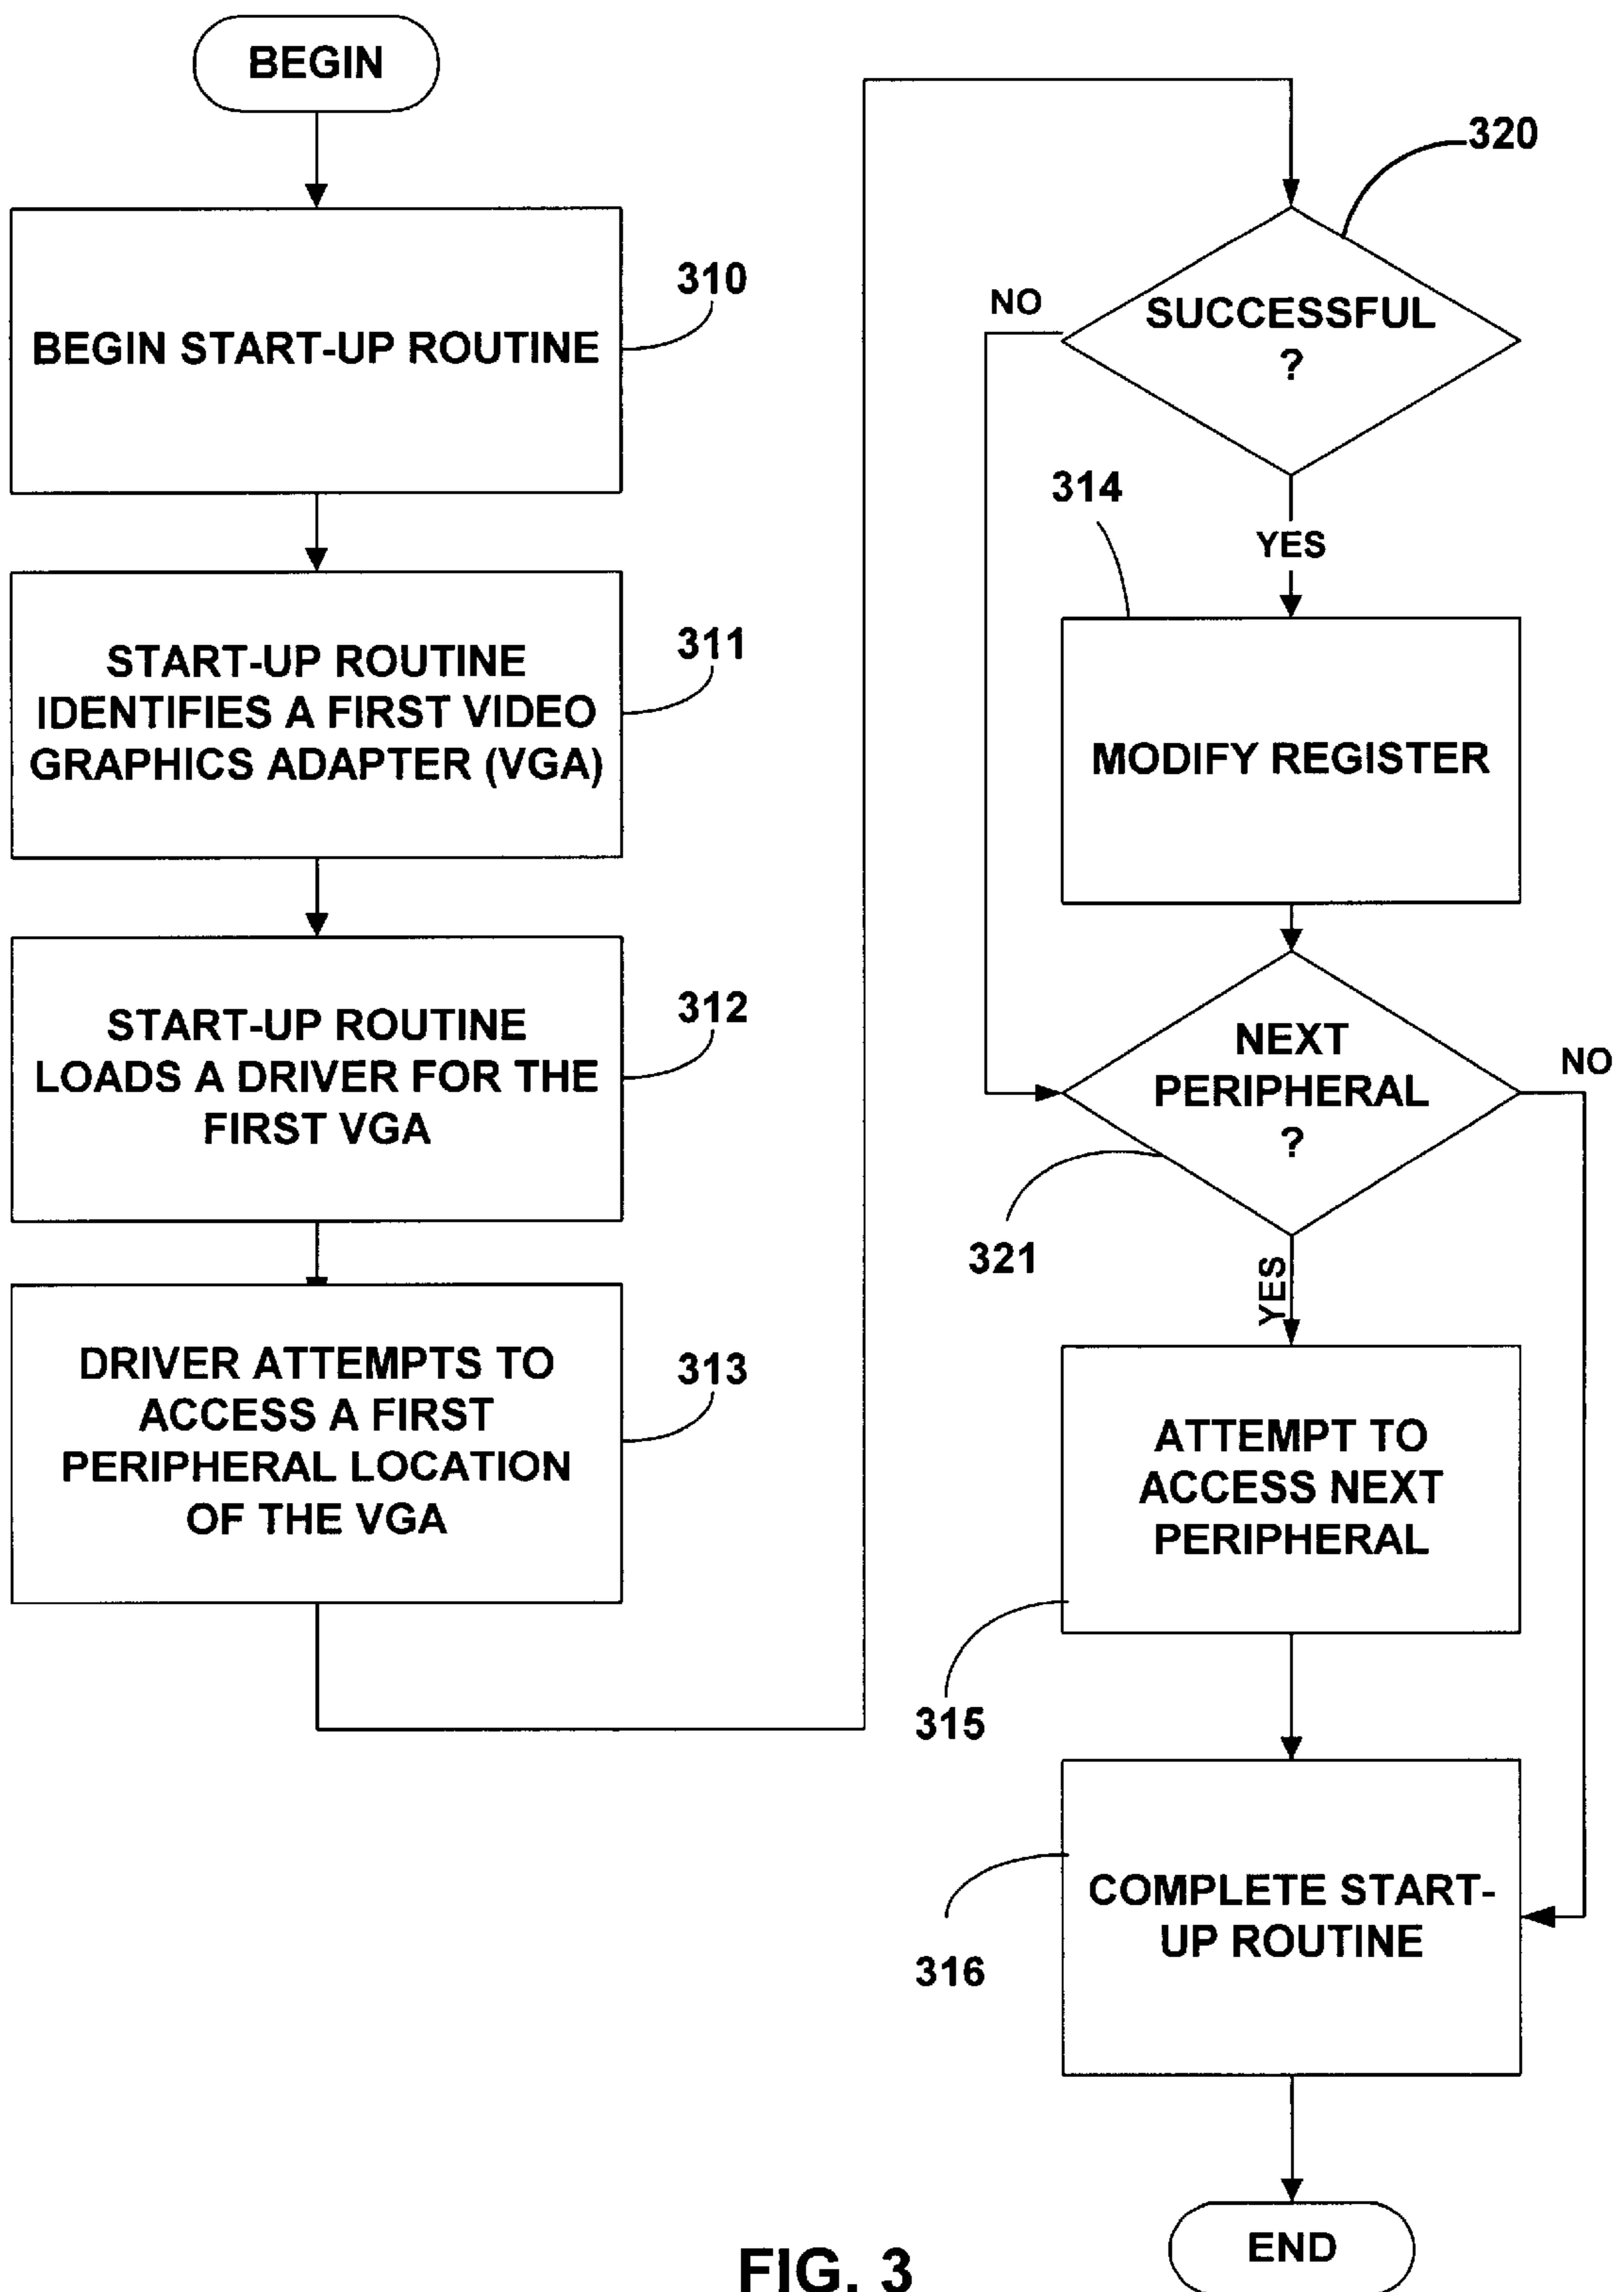 BEGIN
310
BEGIN START-UP ROUTINE
311
START-UP ROUTINE
IDENTIFIES A FIRST VIDEO
GRAPHICS ADAPTER (VGA)
312
START-UP ROUTINE
LOADS A DRIVER FOR THE
FIRST VGA
313
DRIVER ATTEMPTS TO
ACCESS A FIRST
PERIPHERAL LOCATION
OF THE VGA
320
NO
SUCCESSFUL
?
314
YES
MODIFY REGISTER
NEXT
PERIPHERAL
?
NO
321
YES
ATTEMPT TO
ACCESS NEXT
PERIPHERAL
315
COMPLETE START-
UP ROUTINE
316
END
FIG. 3